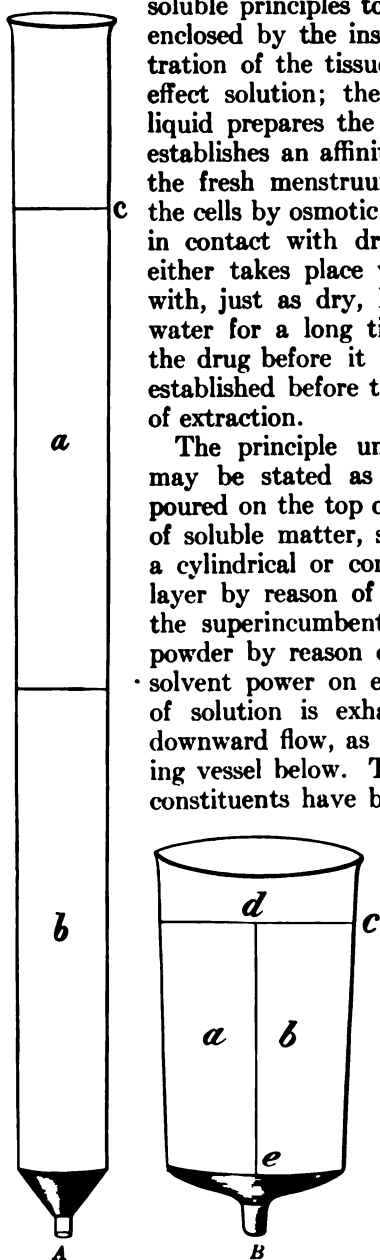 soluble principles to
enclosed by the ins
tration of the tissue
effect solution; the
liquid prepares the
establishes an affinit
the fresh menstruu
the cells by osmotic
in contact with dr
either takes place
with, just as dry,
water for a long ti
the drug before it
established before t
of extraction.
The principle un
may be stated as
poured on the top o
of soluble matter, s
a cylindrical or con
layer by reason of
the superincumbent
powder by reason o
solvent power on e
of solution is exha
downward flow, as
ing vessel below. T
constituents have b
c
a
b
A
d
c
a b
e
B